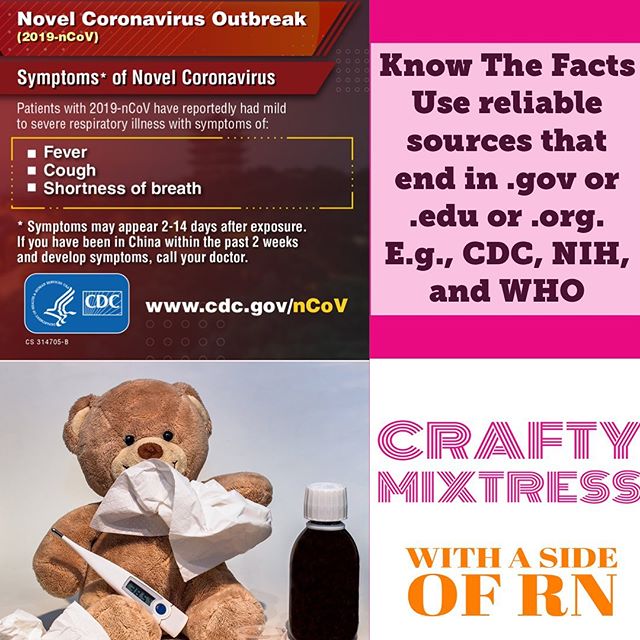 Novel Coronavirus Outbreak
(2019-nCoV)
Symptoms* of Novel Coronavirus
Patients with 2019-nCoV have reportedly had mild
to severe respiratory illness with symptoms of:
Fever
Cough
Shortness of breath
* Symptoms may appear 2-14 days after exposure.
If you have been in China within the past 2 weeks
and develop symptoms, call your doctor.
CDC
www.cdc.gov/nCoV
CS 314705-B
Know The Facts
Use reliable
sources that
end in .gov or
.edu or .org.
E.g., CDC, NIH,
and WHO
CRAFTY
MIXTRESS
WITH A SIDE
OF RN